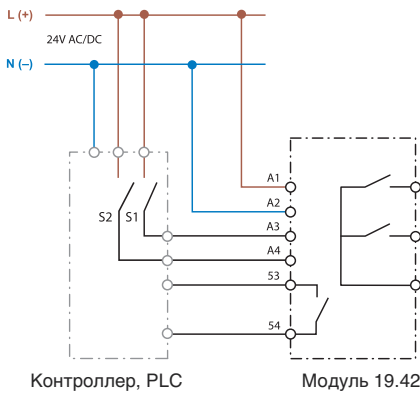 L (+)
24V AC/DC
N (–)
A1
A2
S2 S1
A3
A4
53
54
Контроллер, PLC
Модуль 19.42